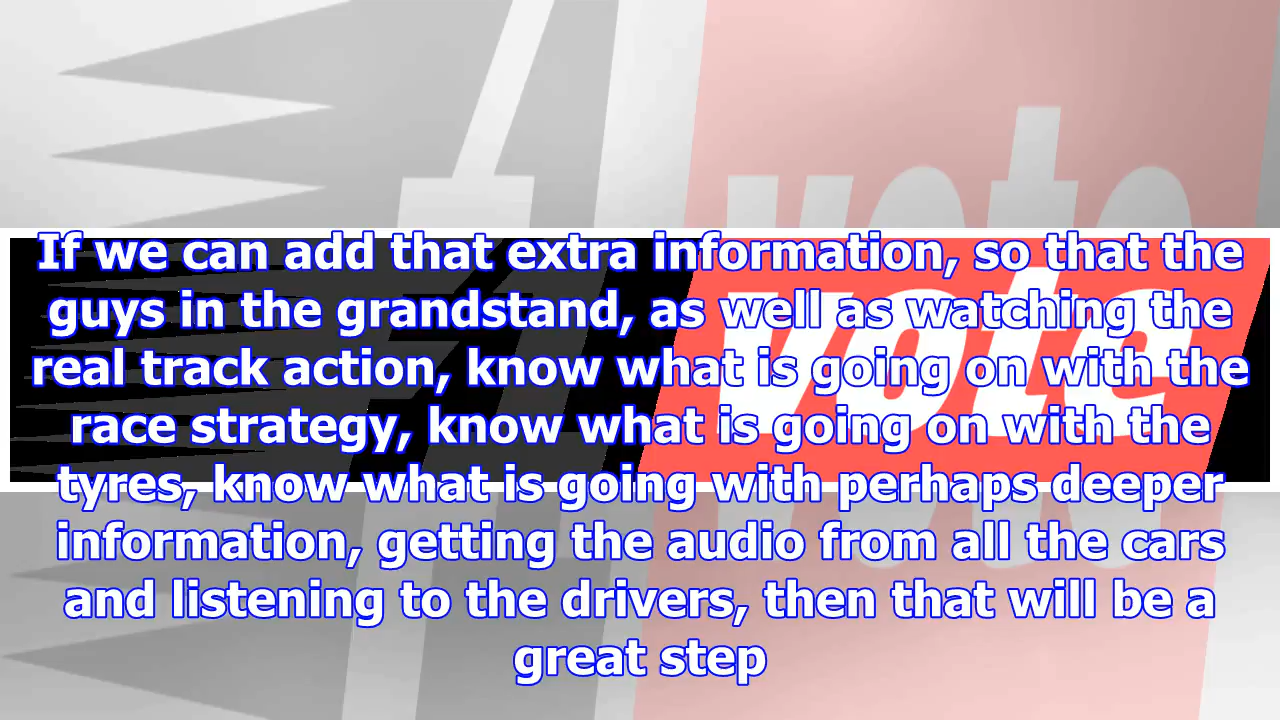 If we can add that extra information, so that the
guys in the grandstand, as well as watching the
real track action, know what is going on with the
race strategy, know what is going on with the
tyres, know what is going with perhaps deeper
information, getting the audio from all the cars
and listening to the drivers, then that will be a
great step
vote
vote